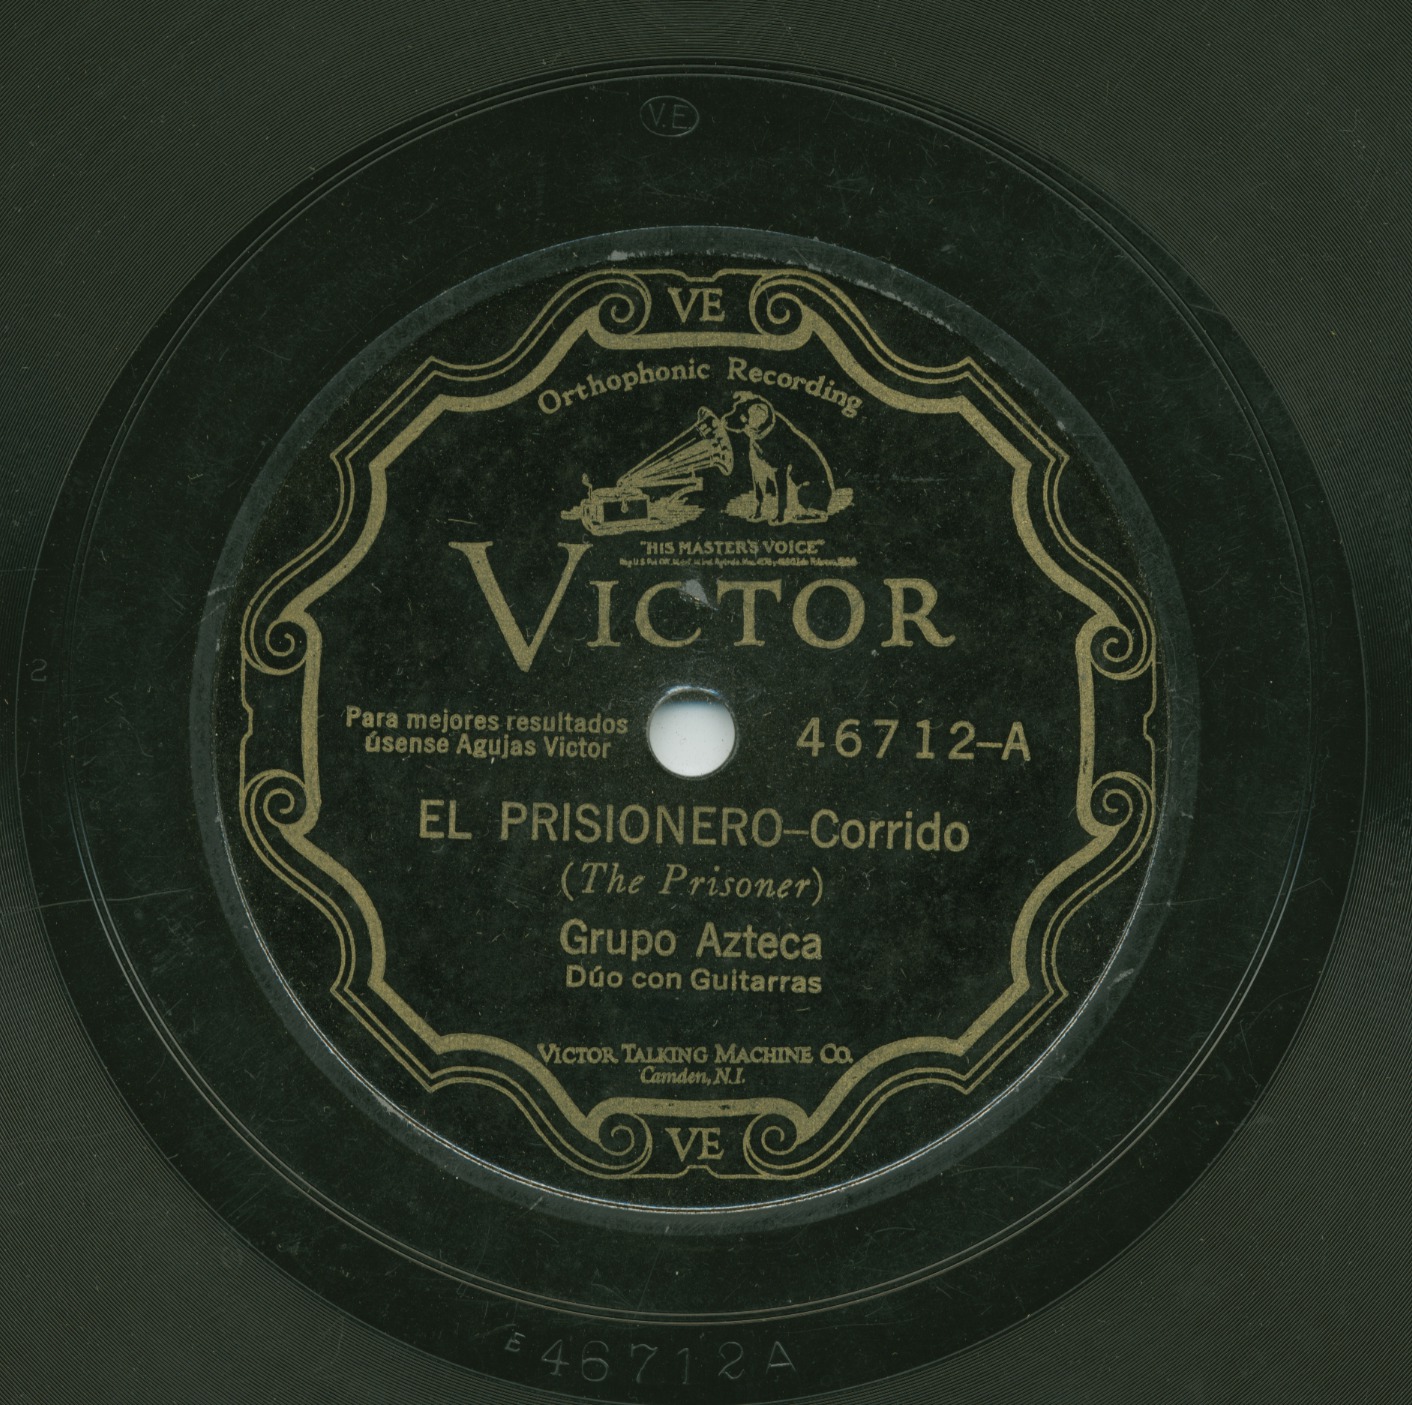 V.E
VE
Orthophonic Recording
"HIS MASTER'S VOICE"
VICTOR
Para mejores resultados
úsense Agujas Victor
46712-A
EL PRISIONERO-Corrido
(The Prisoner)
Grupo Azteca
Dúo con Guitarras
VICTOR TALKING MACHINE CO.
Camden, N.J.
VE
2
E 46712A